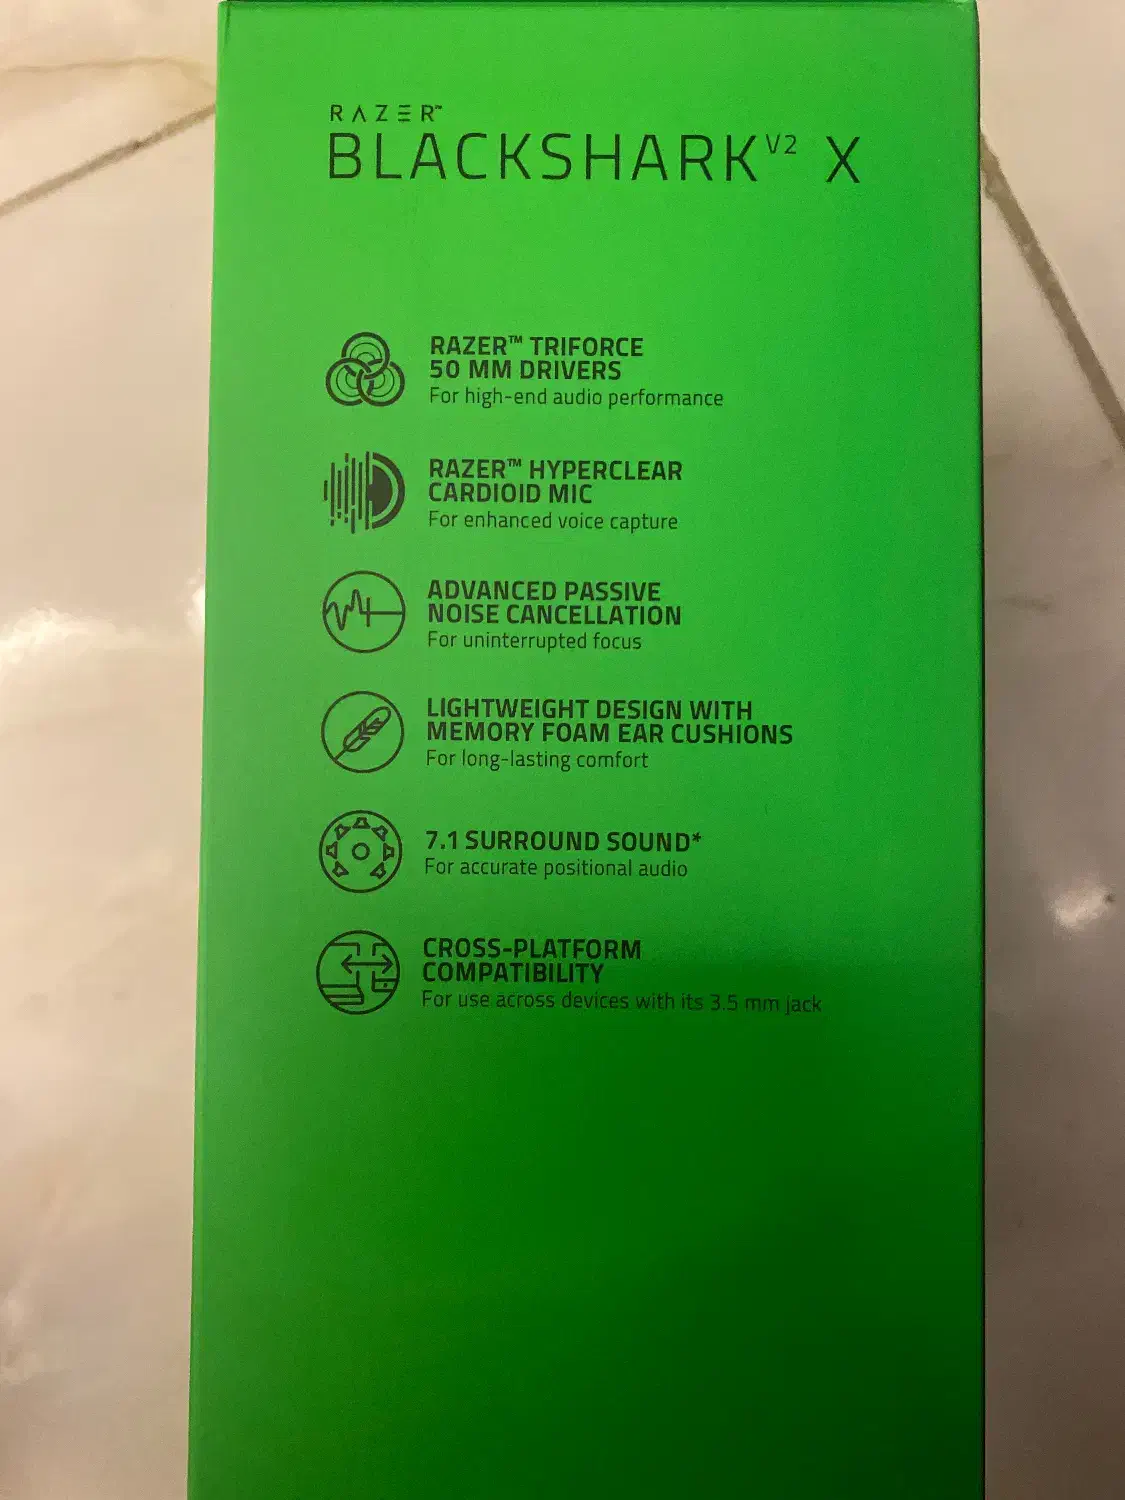 RAZER™
BLACKSHARK V2 X
RAZER™ TRIFORCE
50 MM DRIVERS
For high-end audio performance
RAZER™ HYPERCLEAR
CARDIOID MIC
For enhanced voice capture
ADVANCED PASSIVE
NOISE CANCELLATION
For uninterrupted focus
LIGHTWEIGHT DESIGN WITH
MEMORY FOAM EAR CUSHIONS
For long-lasting comfort
7.1 SURROUND SOUND*
For accurate positional audio
CROSS-PLATFORM
COMPATIBILITY
For use across devices with its 3.5 mm jack